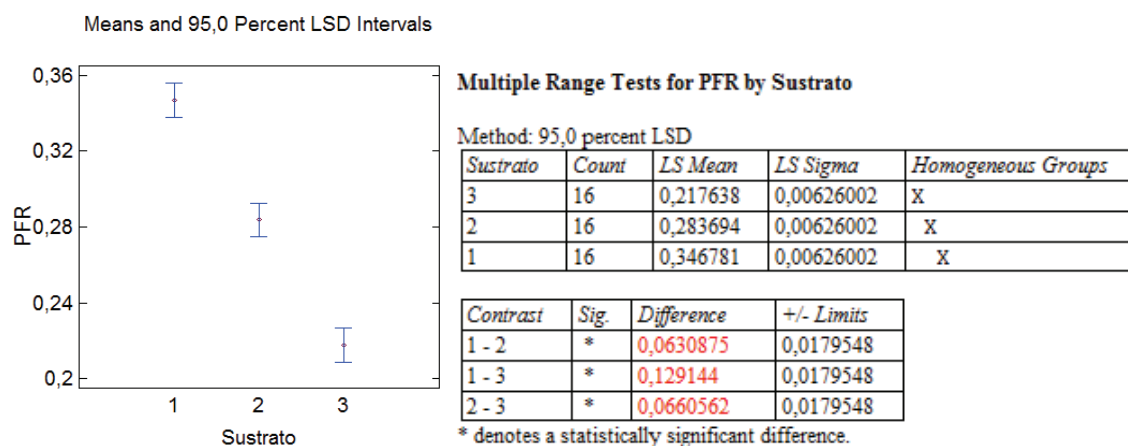 Means and 95,0 Percent LSD Intervals
0,36
0,32
0,28
0,24
0,2
PFR
1 2 3
Sustrato
Multiple Range Tests for PFR by Sustrato
Method: 95,0 percent LSD
Sustrato Count LS Mean LS Sigma Homogeneous Groups
3 16 0,217638 0,00626002 X
2 16 0,283694 0,00626002 X
1 16 0,346781 0,00626002 X
Contrast Sig. Difference +/- Limits
1 - 2 * 0,0630875 0,0179548
1 - 3 * 0,129144 0,0179548
2 - 3 * 0,0660562 0,0179548
* denotes a statistically significant difference.